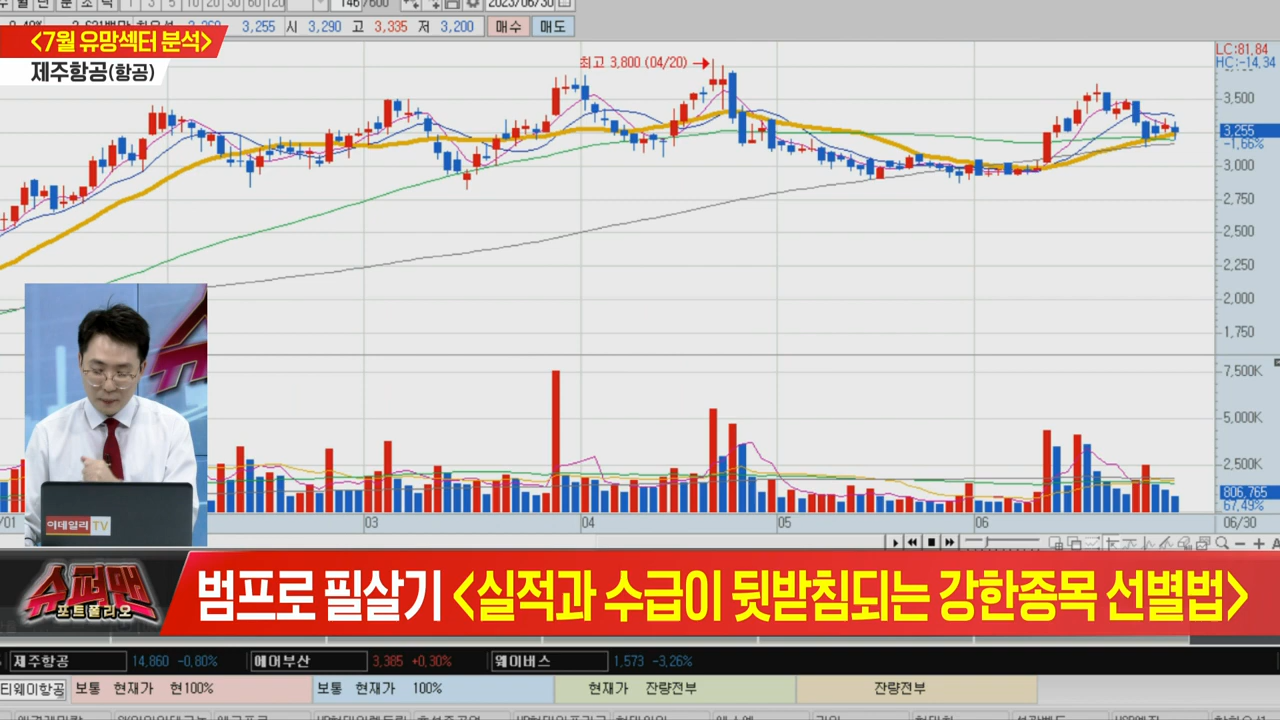 146/600 2023/06/30
3,255 시 3,290 고 3,335 저 3,200 매수 매도
<7월 유망섹터 분석>
제주항공(항공)
최고 3,800 (04/20)
LC:81,84
HC:-14,34
3,500
3,255
-1,66%
3,000
2,750
2,500
2,250
2,000
1,750
7,500K
5,000K
2,500K
806,765
67,49%
/01 03 04 05 06 06/30
이데일리TV
슈퍼맨
포트폴리오
범프로 필살기 <실적과 수급이 뒷받침되는 강한종목 선별법>
제주항공 14,860 -0,80% 에어부산 3,385 +0,30% 웨이버스 1,573 -3,26%
티웨이항공 보통 현재가 현100% 보통 현재가 100% 현재가 잔량전부 잔량전부